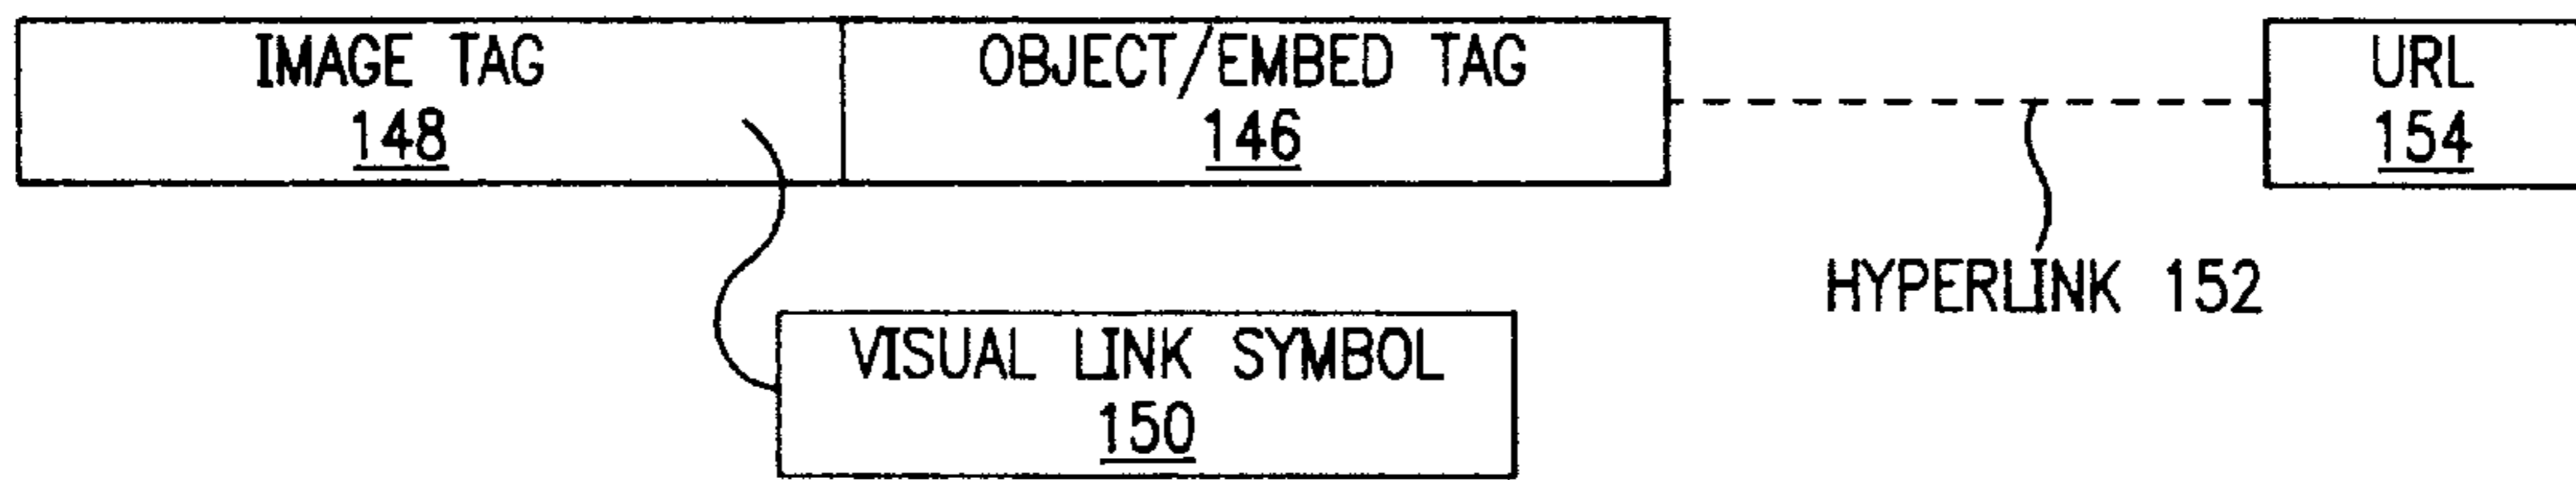 IMAGE TAG
148
OBJECT/EMBED TAG
146
URL
154
HYPERLINK 152
VISUAL LINK SYMBOL
150